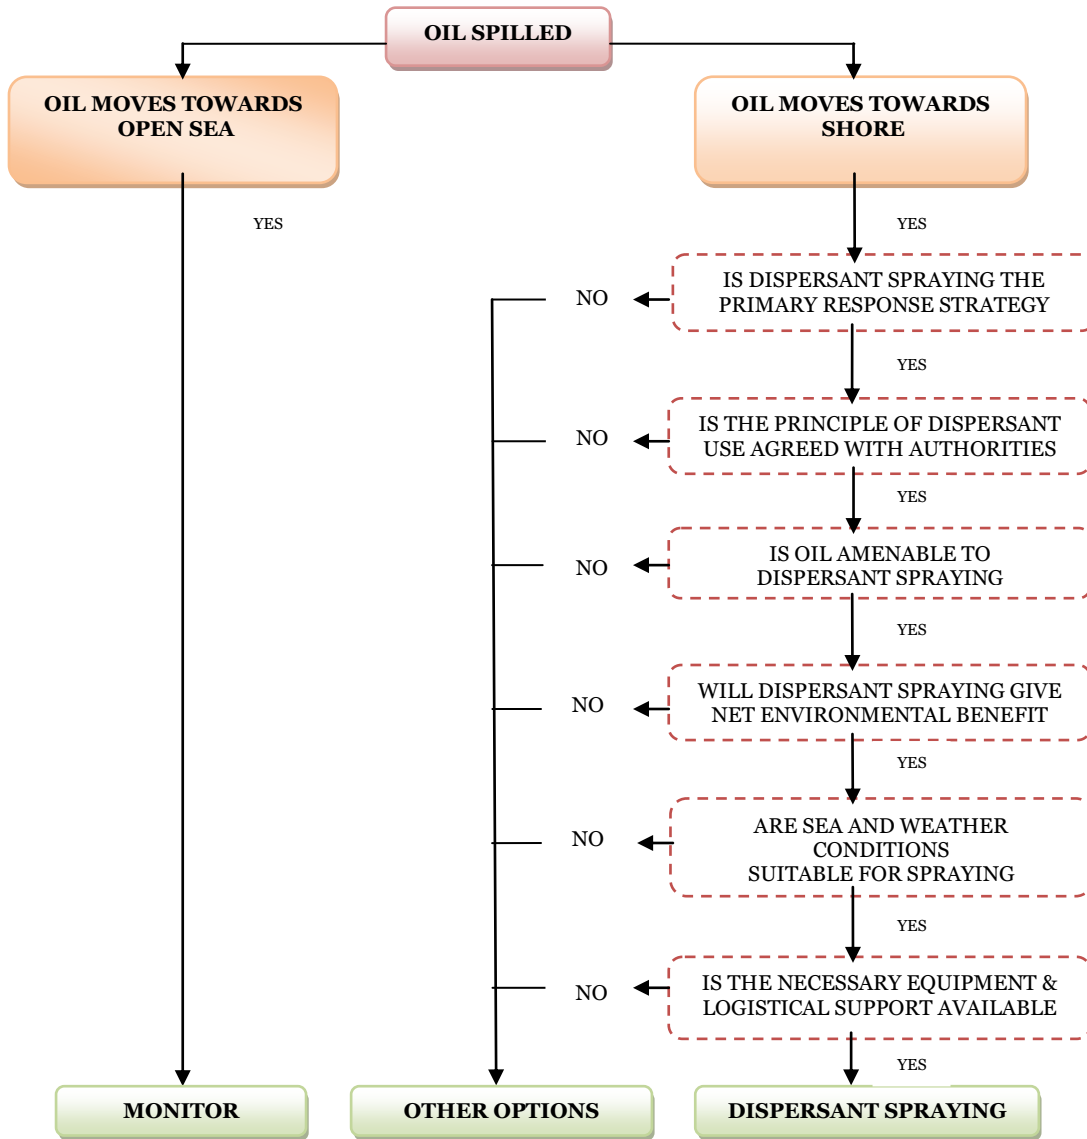 OIL SPILLED
OIL MOVES TOWARDS
OPEN SEA
OIL MOVES TOWARDS
SHORE
YES
YES
IS DISPERSANT SPRAYING THE
PRIMARY RESPONSE STRATEGY
NO
YES
IS THE PRINCIPLE OF DISPERSANT
USE AGREED WITH AUTHORITIES
NO
YES
IS OIL AMENABLE TO
DISPERSANT SPRAYING
NO
YES
WILL DISPERSANT SPRAYING GIVE
NET ENVIRONMENTAL BENEFIT
NO
YES
ARE SEA AND WEATHER
CONDITIONS
SUITABLE FOR SPRAYING
NO
YES
IS THE NECESSARY EQUIPMENT &
LOGISTICAL SUPPORT AVAILABLE
NO
YES
MONITOR
OTHER OPTIONS
DISPERSANT SPRAYING